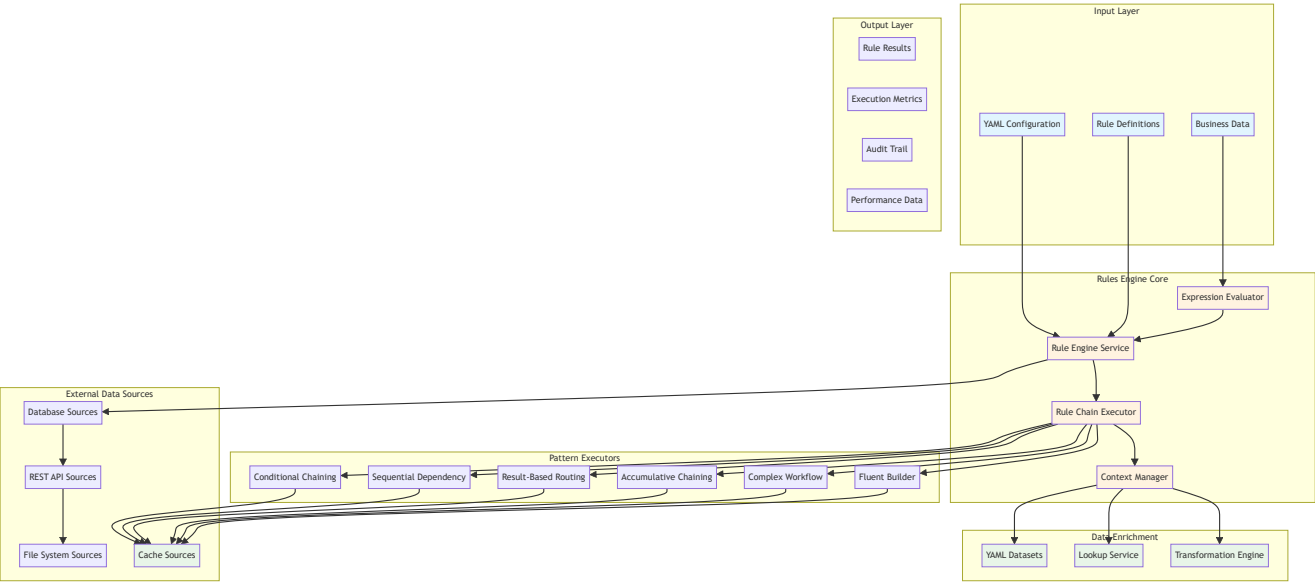 Input Layer
Output Layer
Rule Results
Execution Metrics
YAML Configuration
Rule Definitions
Business Data
Audit Trail
Performance Data
Rules Engine Core
Expression Evaluator
Rule Engine Service
External Data Sources
Database Sources
Rule Chain Executor
Pattern Executors
REST API Sources
Conditional Chaining
Sequential Dependency
Result-Based Routing
Accumulative Chaining
Complex Workflow
Fluent Builder
Context Manager
Data Enrichment
File System Sources
Cache Sources
YAML Datasets
Lookup Service
Transformation Engine